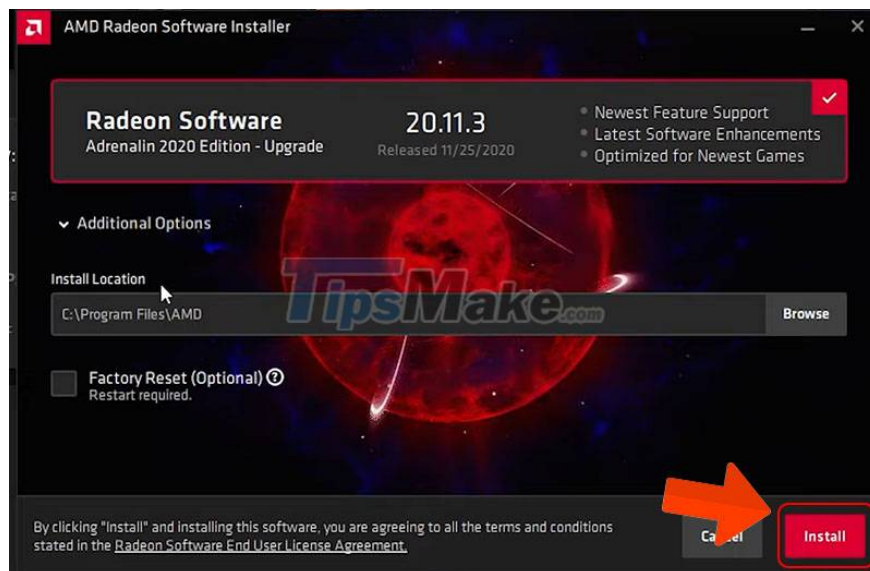 AMD Radeon Software Installer
Radeon Software
Adrenalin 2020 Edition - Upgrade
20.11.3
Released 11/25/2020
Newest Feature Support
Latest Software Enhancements
Optimized for Newest Games
Additional Options
Install Location
C:\Program Files\AMD
Browse
TipsMake.com
Factory Reset (Optional)
Restart required.
By clicking "Install" and installing this software, you are agreeing to all the terms and conditions
stated in the Radeon Software End User License Agreement.
Install